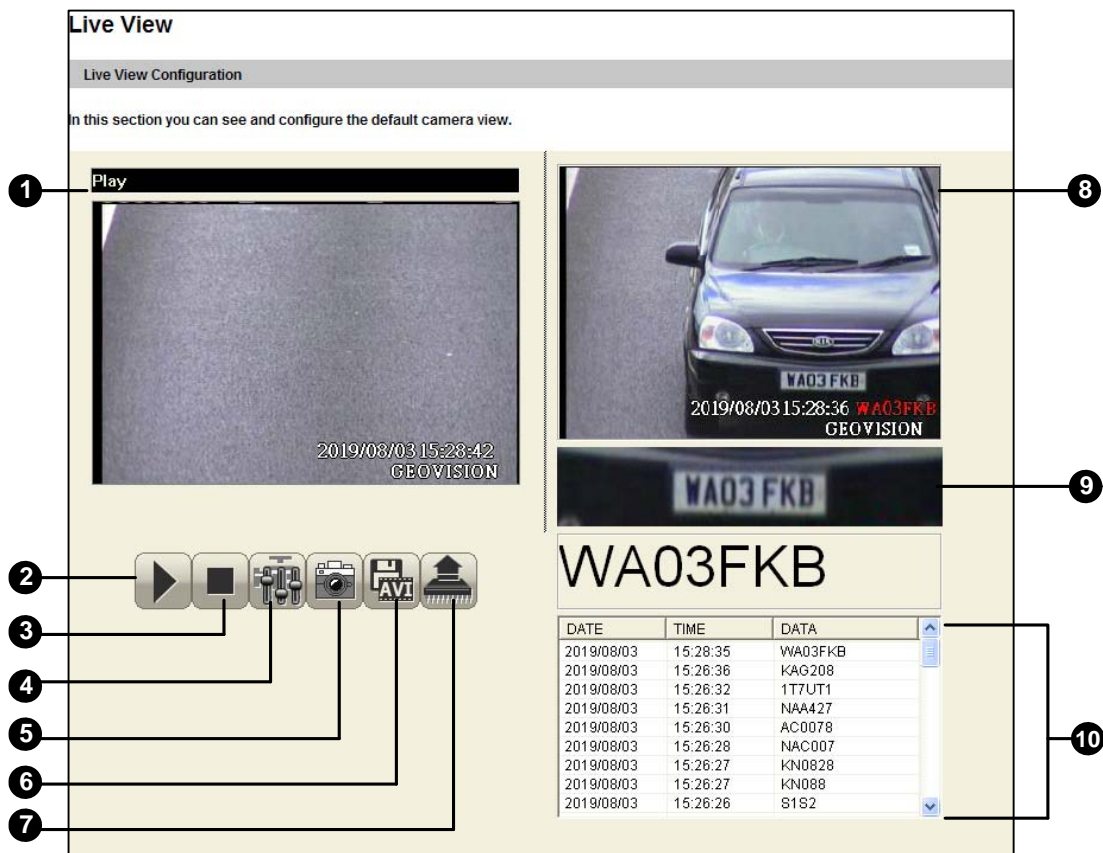 Live View
Live View Configuration
In this section you can see and configure the default camera view.
1
Play
2019/08/03 15:28:42
GEOVISION
2
3
4
5
6
7
AVI
8
KIA
WA03 FKB
2019/08/03 15:28:36 WA03FKB
GEOVISION
9
WA03 FKB
WA03FKB
10
DATE TIME DATA
2019/08/03 15:28:35 WA03FKB
2019/08/03 15:26:36 KAG208
2019/08/03 15:26:32 1T7UT1
2019/08/03 15:26:31 NAA427
2019/08/03 15:26:30 AC0078
2019/08/03 15:26:28 NAC007
2019/08/03 15:26:27 KN0828
2019/08/03 15:26:27 KN088
2019/08/03 15:26:26 S1S2